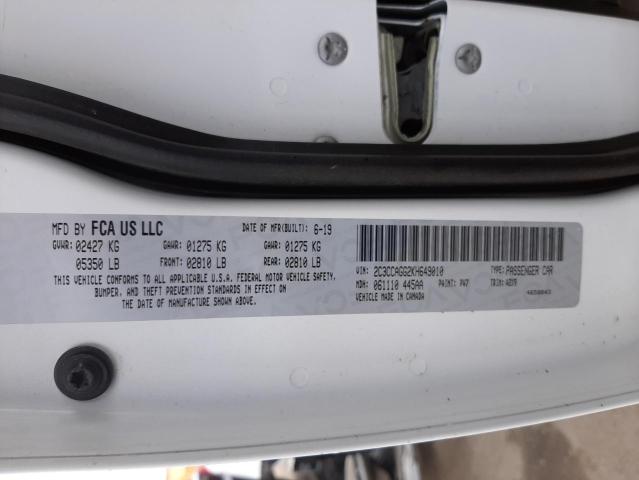 MFD BY FCA US LLC DATE OF MFR(BUILT): 6-19
GVWR: 02427 KG GAWR: 01275 KG GAWR: 01275 KG
05350 LB FRONT: 02810 LB REAR: 02810 LB
THIS VEHICLE CONFORMS TO ALL APPLICABLE U.S.A. FEDERAL MOTOR VEHICLE SAFETY,
BUMPER, AND THEFT PREVENTION STANDARDS IN EFFECT ON
THE DATE OF MANUFACTURE SHOWN ABOVE.
VIN: 2C3CCAGG2KH649010 TYPE: PASSENGER CAR
MDH: 061110 445AA PAINT: PW7 TRIM:
VEHICLE MADE IN CANADA